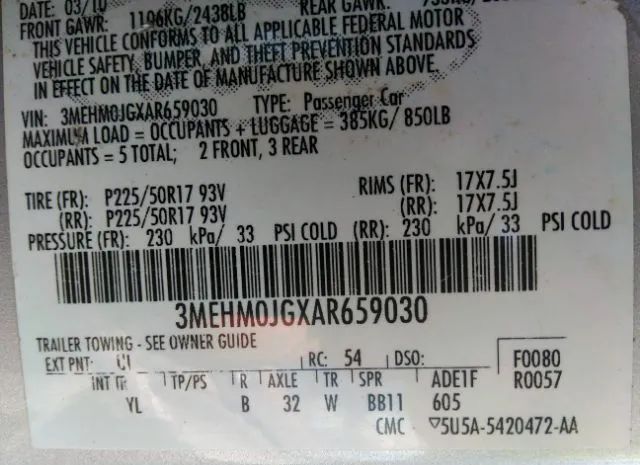 DATE: 03/10
FRONT GAWR: 1106KG/2438LB REAR GAWR:
THIS VEHICLE CONFORMS TO ALL APPLICABLE FEDERAL MOTOR
VEHICLE SAFETY, BUMPER, AND THEFT PREVENTION STANDARDS
IN EFFECT ON THE DATE OF MANUFACTURE SHOWN ABOVE.
VIN: 3MEHM0JGXAR659030 TYPE: Passenger Car
MAXIMUM LOAD = OCCUPANTS + LUGGAGE = 385KG/ 850LB
OCCUPANTS = 5 TOTAL; 2 FRONT, 3 REAR
TIRE (FR): P225/50R17 93V RIMS (FR): 17X7.5J
(RR): P225/50R17 93V (RR): 17X7.5J
PRESSURE (FR): 230 kPa/ 33 PSI COLD (RR): 230 kPa/ 33 PSI COLD
3MEHM0JGXAR659030
TRAILER TOWING - SEE OWNER GUIDE
EXT PNT: RC: 54 DSO: F0080
INT TR TP/PS R AXLE TR SPR ADE1F R0057
YL B 32 W BB11 605
CMC ▽5U5A-5420472-AA